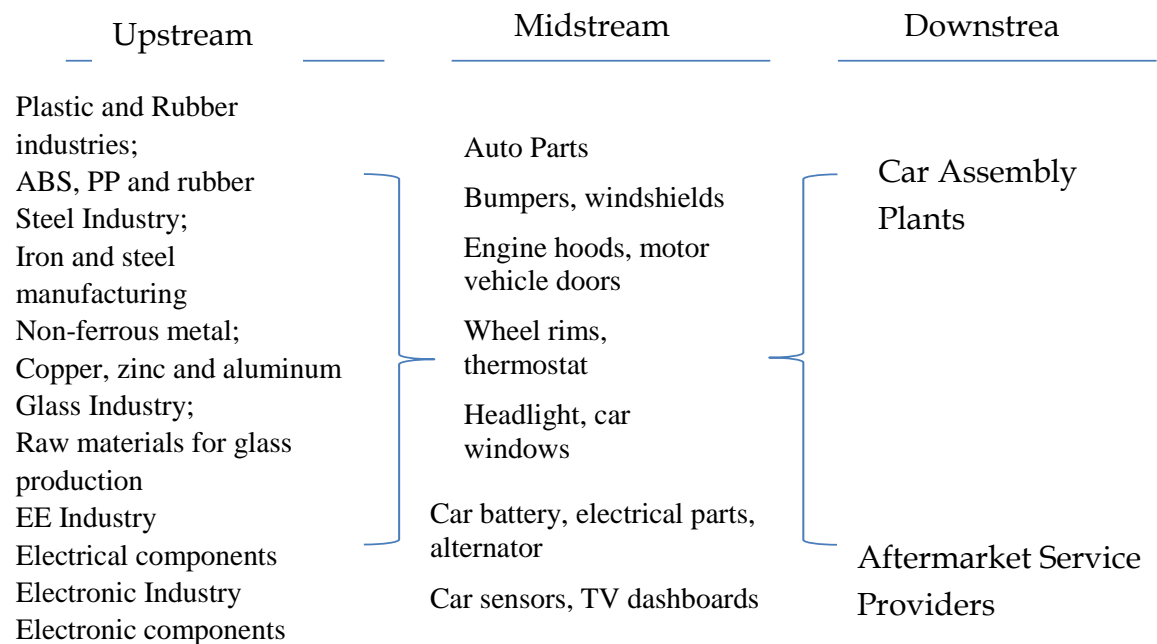 Upstream
Midstream
Downstrea
Plastic and Rubber
industries;
ABS, PP and rubber
Steel Industry;
Iron and steel
manufacturing
Non-ferrous metal;
Copper, zinc and aluminum
Glass Industry;
Raw materials for glass
production
EE Industry
Electrical components
Electronic Industry
Electronic components
Auto Parts
Bumpers, windshields
Engine hoods, motor
vehicle doors
Wheel rims,
thermostat
Headlight, car
windows
Car battery, electrical parts,
alternator
Car sensors, TV dashboards
Car Assembly
Plants
Aftermarket Service
Providers